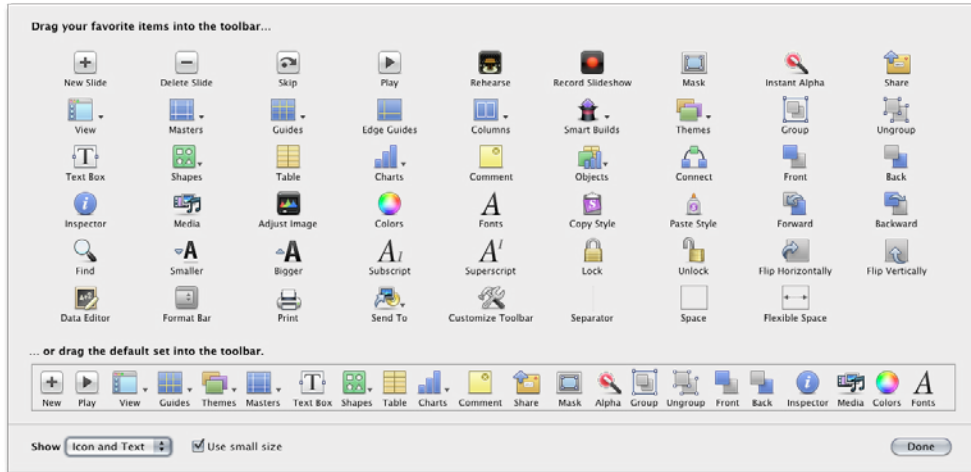 Drag your favorite items into the toolbar...
New Slide Delete Slide Skip Play Rehearse Record Slideshow Mask Instant Alpha Share
View Masters Guides Edge Guides Columns Smart Builds Themes Group Ungroup
Text Box Shapes Table Charts Comment Objects Connect Front Back
Inspector Media Adjust Image Colors Fonts Copy Style Paste Style Forward Backward
Find Smaller Bigger Subscript Superscript Lock Unlock Flip Horizontally Flip Vertically
Data Editor Format Bar Print Send To Customize Toolbar Separator Space Flexible Space
... or drag the default set into the toolbar.
New Play View Guides Themes Masters Text Box Shapes Table Charts Comment Share Mask Alpha Group Ungroup Front Back Inspector Media Colors Fonts
Show Icon and Text Use small size Done